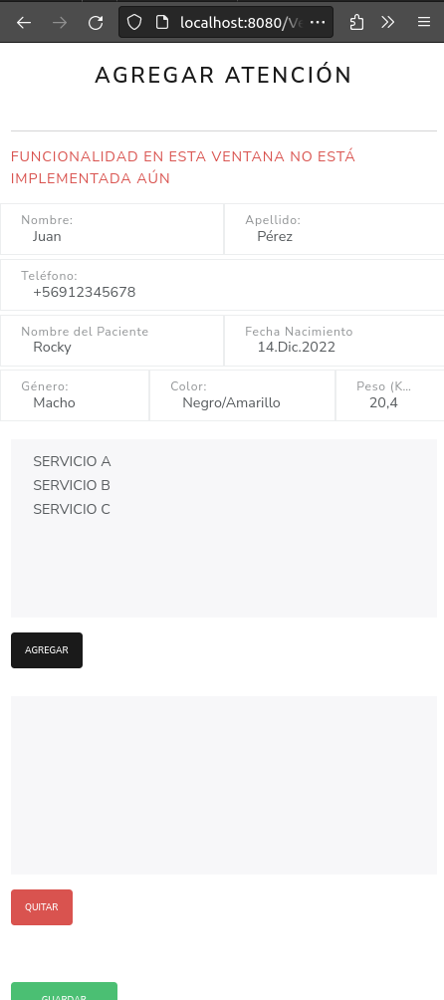 localhost:8080/Ve
AGREGAR ATENCIÓN
FUNCIONALIDAD EN ESTA VENTANA NO ESTÁ
IMPLEMENTADA AÚN
Nombre: Apellido:
Juan Pérez
Teléfono:
+56912345678
Nombre del Paciente Fecha Nacimiento
Rocky 14.Dic.2022
Género: Color: Peso (K...
Macho Negro/Amarillo 20,4
SERVICIO A
SERVICIO B
SERVICIO C
AGREGAR
QUITAR
GUARDAR